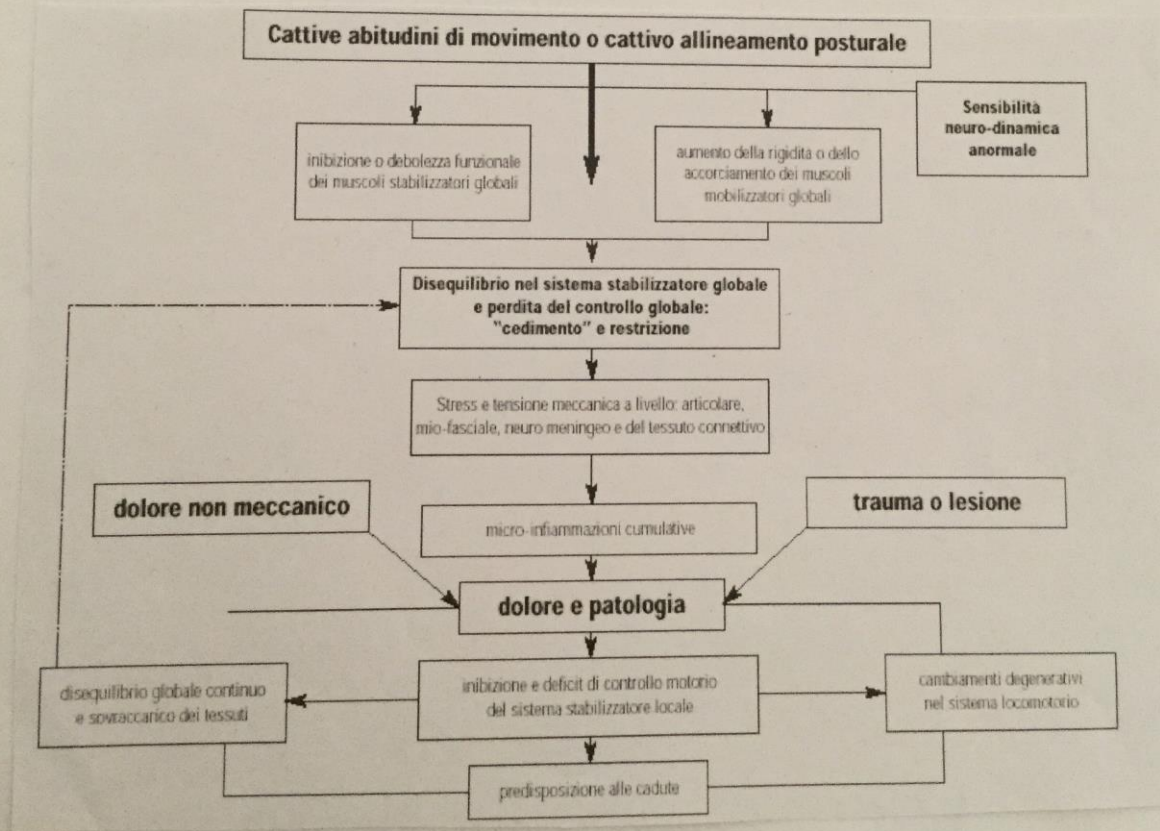 Cattive abitudini di movimento o cattivo allineamento posturale
Sensibilità
neuro-dinamica
anormale
inibizione o debolezza funzionale
dei muscoli stabilizzatori globali
aumento della rigidita o dello
accorciamento dei muscoli
mobilizzatori globali
Disequilibrio nel sistema stabilizzatore globale
e perdita del controllo globale:
"cedimento" e restrizione
Stress e tensione meccanica a livello: articolare,
mio-fasciale, neuro meningeo e del tessuto connettivo
dolore non meccanico
trauma o lesione
micro-infiammazioni cumulative
dolore e patologia
disequilibrio globale continuo
e sovraccarico dei tessuti
inibizione e deficit di controllo motorio
del sistema stabilizzatore locale
cambiamenti degenerativi
nel sistema locomotorio
predisposizione alle cadute